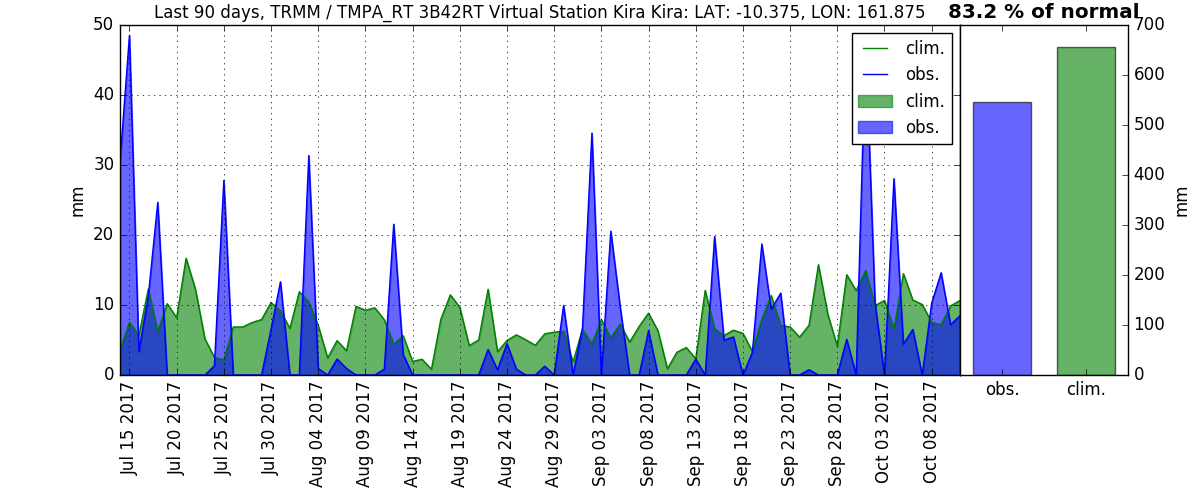 Last 90 days, TRMM / TMPA_RT 3B42RT Virtual Station Kira Kira: LAT: -10.375, LON: 161.875
83.2 % of normal
50
40
30
20
10
0
mm
clim.
obs.
clim.
obs.
Jul 15 2017
Jul 20 2017
Jul 25 2017
Jul 30 2017
Aug 04 2017
Aug 09 2017
Aug 14 2017
Aug 19 2017
Aug 24 2017
Aug 29 2017
Sep 03 2017
Sep 08 2017
Sep 13 2017
Sep 18 2017
Sep 23 2017
Sep 28 2017
Oct 03 2017
Oct 08 2017
700
600
500
400
300
200
100
0
mm
obs.
clim.